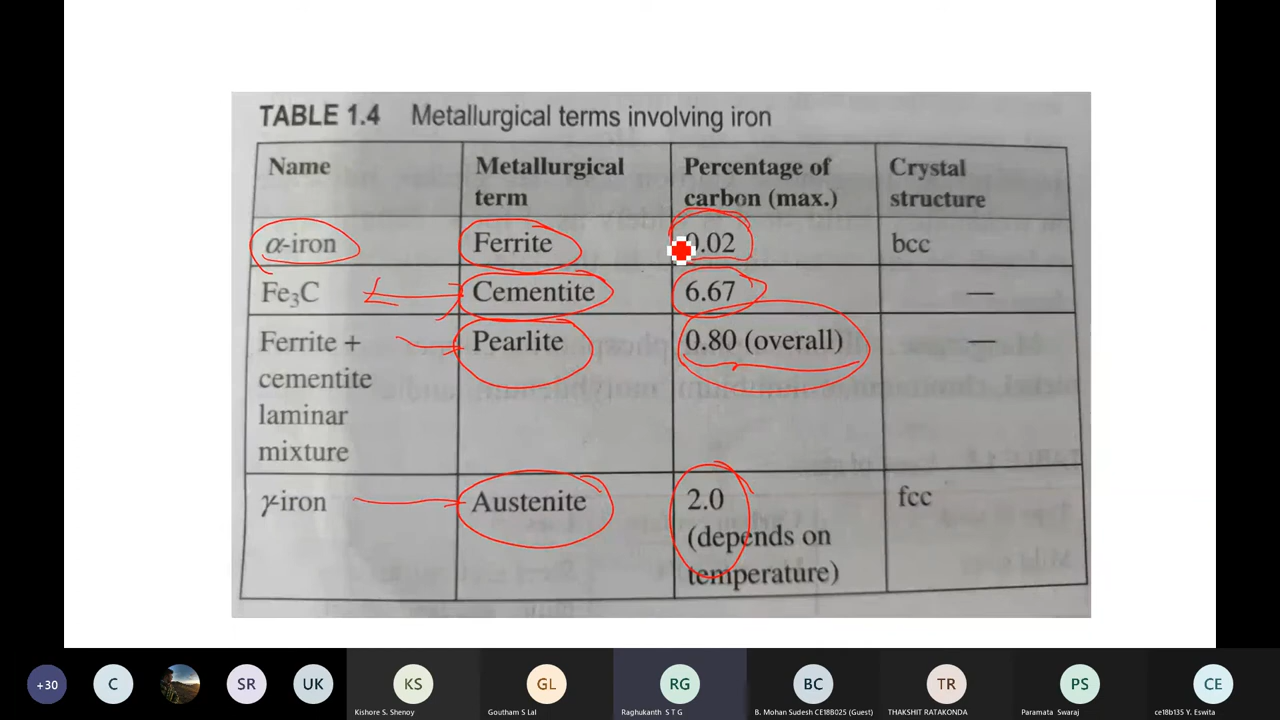 TABLE 1.4 Metallurgical terms involving iron
Name Metallurgical term Percentage of carbon (max.) Crystal structure
α-iron Ferrite 0.02 bcc
Fe₃C Cementite 6.67 —
Ferrite + cementite laminar mixture Pearlite 0.80 (overall) —
γ-iron Austenite 2.0 (depends on temperature) fcc
+30 C SR UK KS GL RG BC TR PS CE
Kishore S. Shenoy Goutham S Lal Raghukanth S T G B. Mohan Sudesh CE18B025 (Guest) THAKSHIT RATAKONDA Paramata Swaraj ce18b135 Y. Eswita